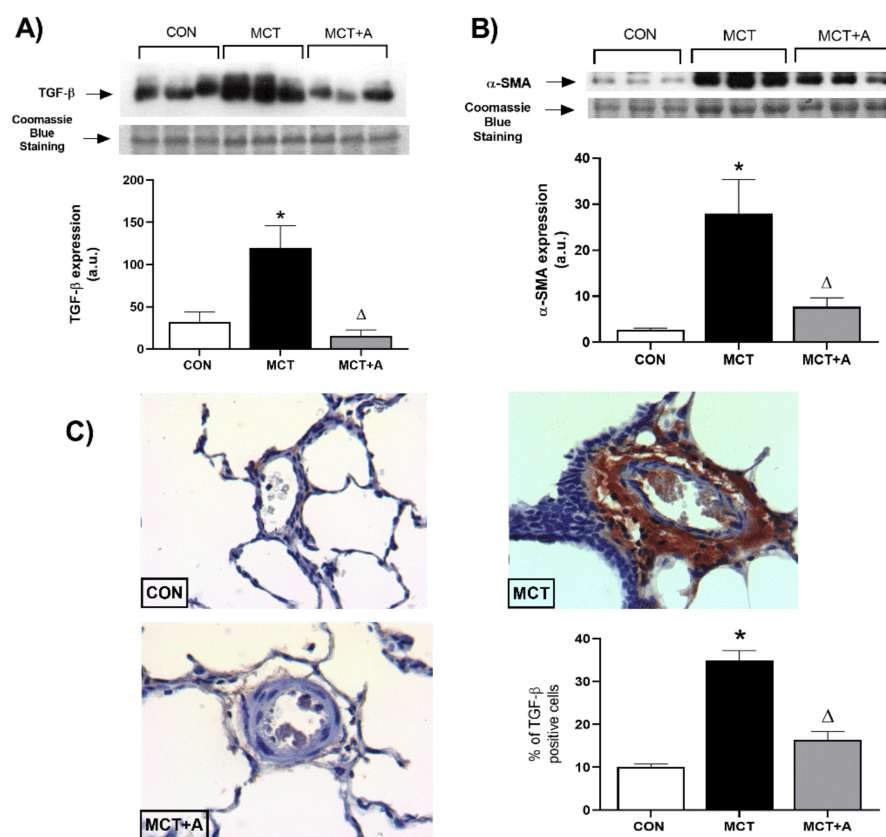 A)
CON MCT MCT+A
TGF-β
Coomassie
Blue
Staining
200
150
100
50
0
TGF-β expression
(a.u.)
*
Δ
CON MCT MCT+A
B)
CON MCT MCT+A
α-SMA
Coomassie
Blue
Staining
40
30
20
10
0
α-SMA expression
(a.u.)
*
Δ
CON MCT MCT+A
C)
CON
MCT
MCT+A
40
30
20
10
0
% of TGF-β
positive cells
*
Δ
CON MCT MCT+A